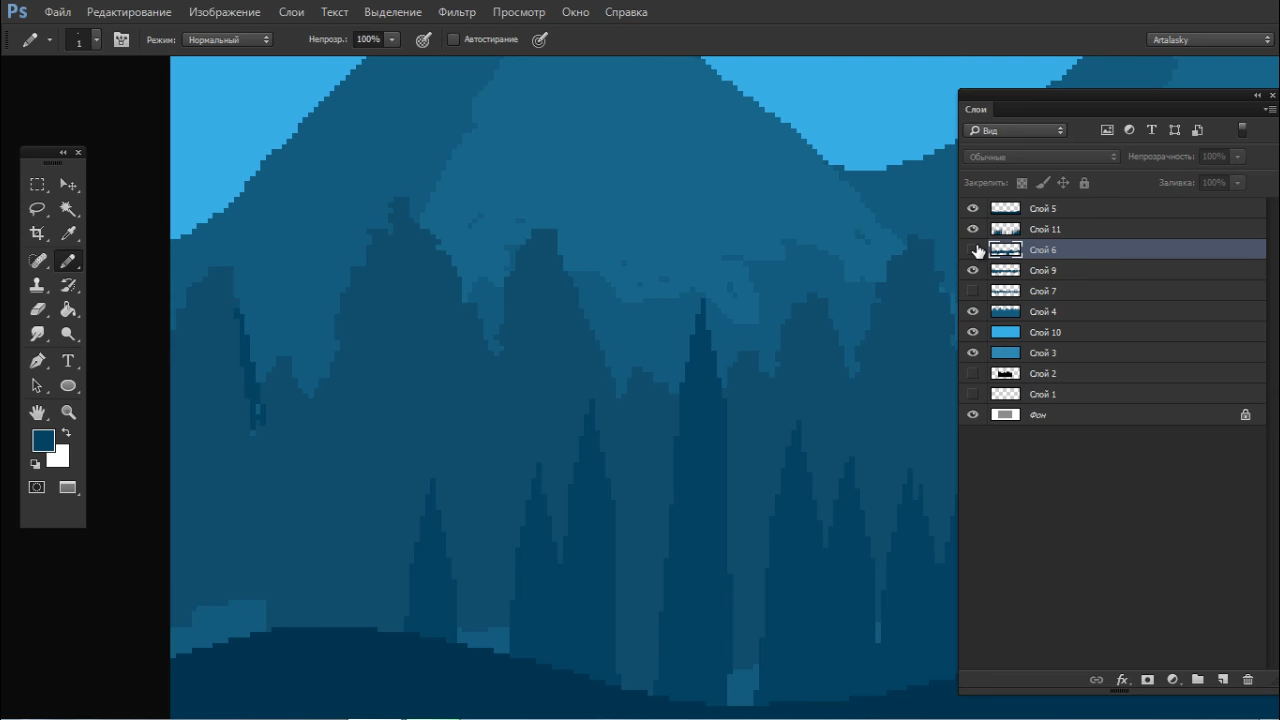 Ps Файл Редактирование Изображение Слои Текст Выделение Фильтр Просмотр Окно Справка
1 Режим: Нормальный Непрозр.: 100% Автостирание Artalasky
Слои
Вид
Обычные Непрозрачность: 100%
Закрепить: Заливка: 100%
Слой 5
Слой 11
Слой 6
Слой 9
Слой 7
Слой 4
Слой 10
Слой 3
Слой 2
Слой 1
Фон